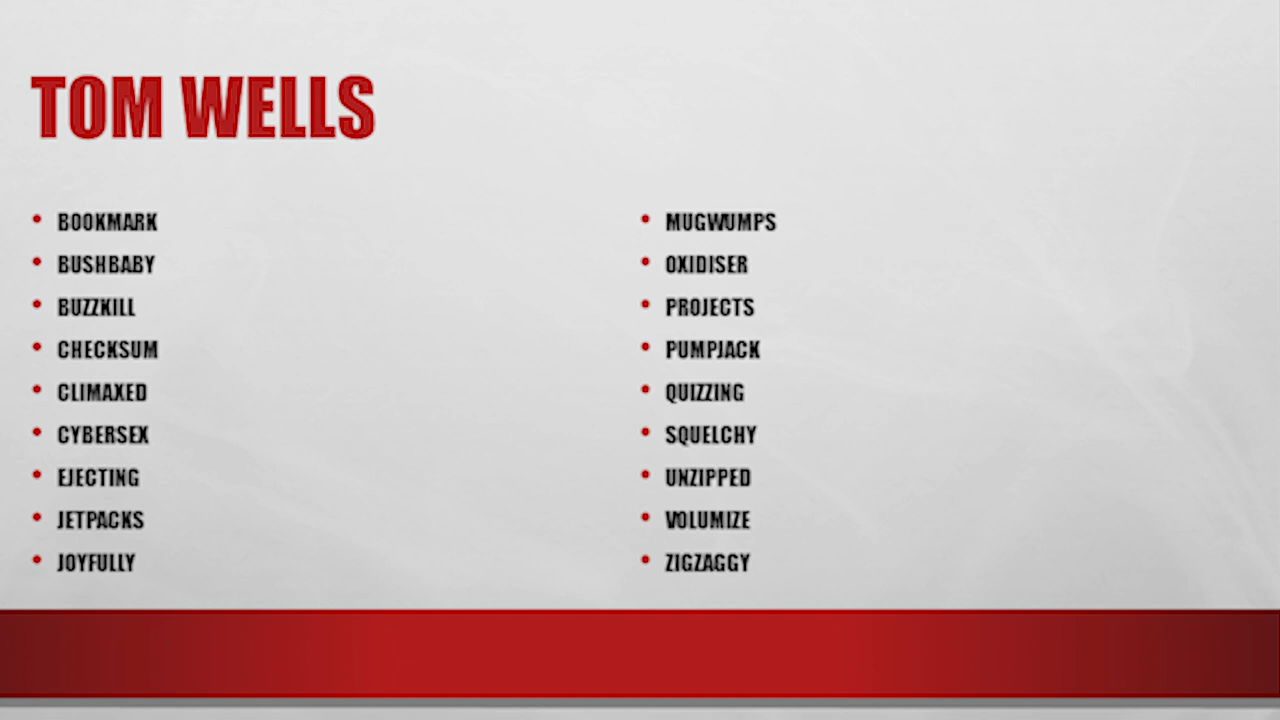 TOM WELLS
• BOOKMARK
• BUSHBABY
• BUZZKILL
• CHECKSUM
• CLIMAXED
• CYBERSEX
• EJECTING
• JETPACKS
• JOYFULLY
• MUGWUMPS
• OXIDISER
• PROJECTS
• PUMPJACK
• QUIZZING
• SQUELCHY
• UNZIPPED
• VOLUMIZE
• ZIGZAGGY